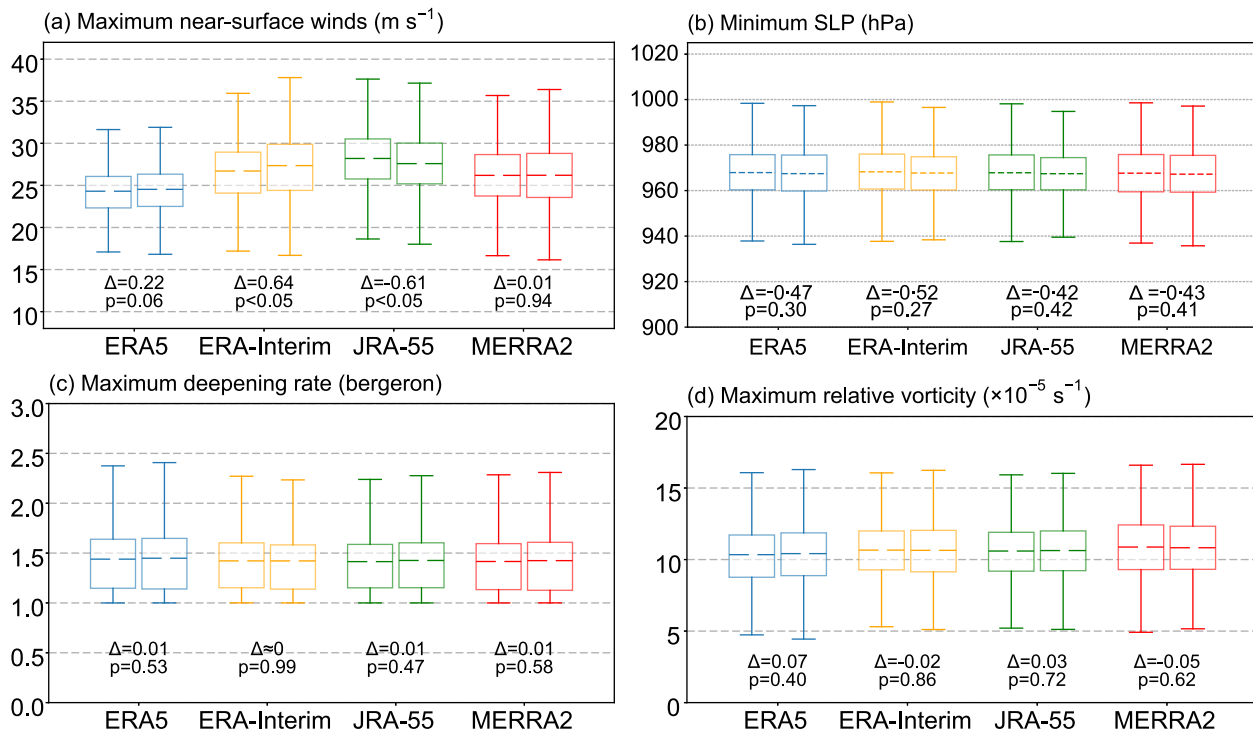 (a) Maximum near-surface winds (m s⁻¹)
40
35
30
25
20
15
10
Δ=0.22
p=0.06
Δ=0.64
p<0.05
Δ=-0.61
p<0.05
Δ=0.01
p=0.94
ERA5
ERA-Interim
JRA-55
MERRA2
(b) Minimum SLP (hPa)
1020
1000
980
960
940
920
900
Δ=-0.47
p=0.30
Δ=-0.52
p=0.27
Δ=-0.42
p=0.42
Δ=-0.43
p=0.41
ERA5
ERA-Interim
JRA-55
MERRA2
(c) Maximum deepening rate (bergeron)
3.0
2.5
2.0
1.5
1.0
0.5
0.0
Δ=0.01
p=0.53
Δ≈0
p=0.99
Δ=0.01
p=0.47
Δ=0.01
p=0.58
ERA5
ERA-Interim
JRA-55
MERRA2
(d) Maximum relative vorticity (×10⁻⁵ s⁻¹)
20
15
10
5
0
Δ=0.07
p=0.40
Δ=-0.02
p=0.86
Δ=0.03
p=0.72
Δ=-0.05
p=0.62
ERA5
ERA-Interim
JRA-55
MERRA2